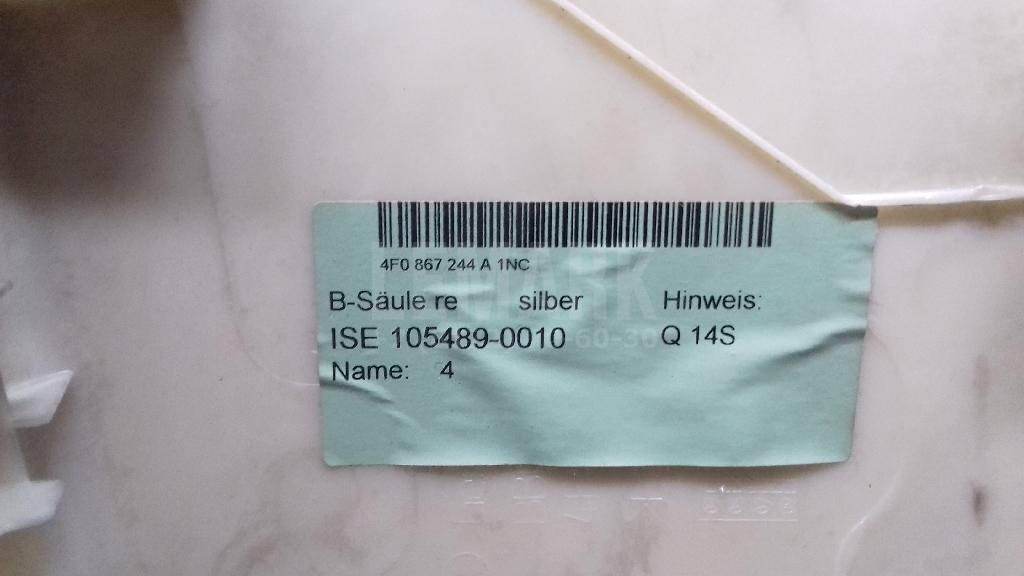 4F0 867 244 A 1NC
B-Säule re silber Hinweis:
ISE 105489-0010 Q 14S
Name: 4